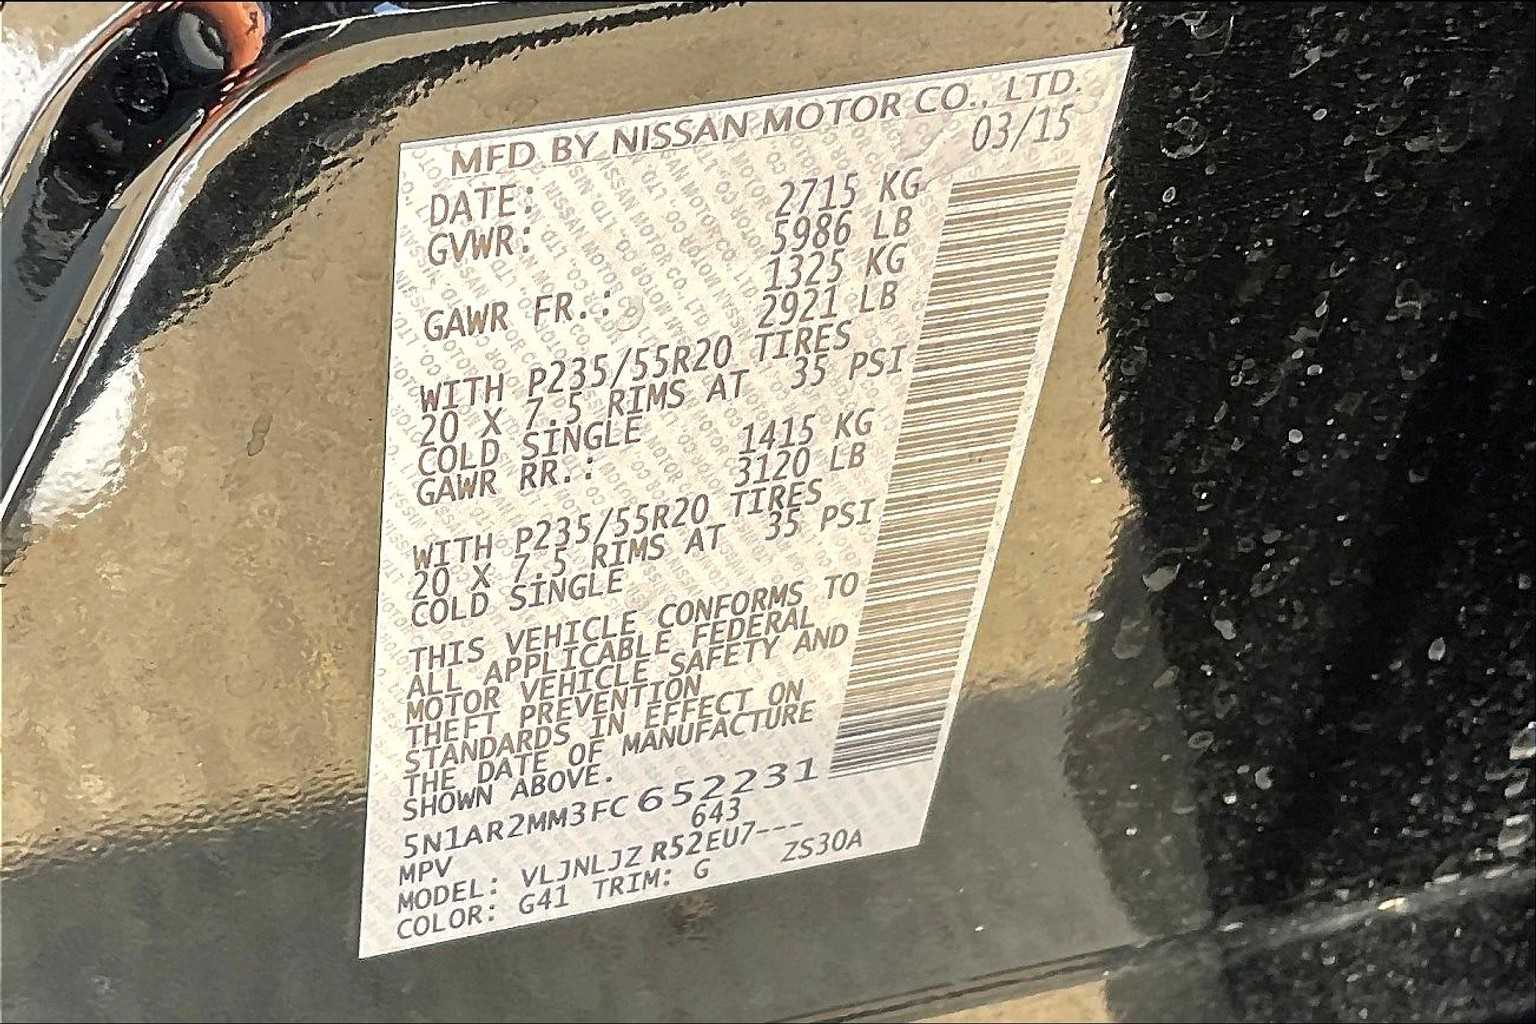 MFD BY NISSAN MOTOR CO., LTD.
DATE: 03/15
GVWR: 2715 KG
5986 LB
GAWR FR.: 1325 KG
2921 LB
WITH P235/55R20 TIRES
20 X 7.5 RIMS AT 35 PSI
COLD SINGLE
GAWR RR.: 1415 KG
3120 LB
WITH P235/55R20 TIRES
20 X 7.5 RIMS AT 35 PSI
COLD SINGLE
THIS VEHICLE CONFORMS TO
ALL APPLICABLE FEDERAL
MOTOR VEHICLE SAFETY AND
THEFT PREVENTION
STANDARDS IN EFFECT ON
THE DATE OF MANUFACTURE
SHOWN ABOVE.
5N1AR2MM3FC652231
MPV 643
MODEL: VLJNLJZ R52EU7---
COLOR: G41 TRIM: G ZS30A